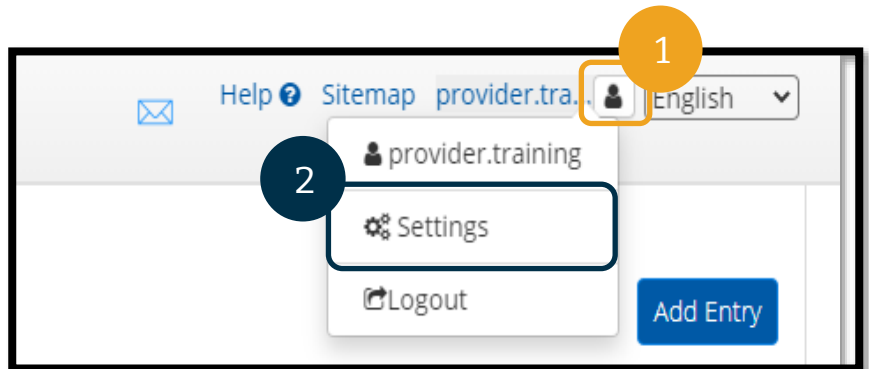 1
Help Sitemap provider.tra... English
provider.training
2
Settings
Logout
Add Entry